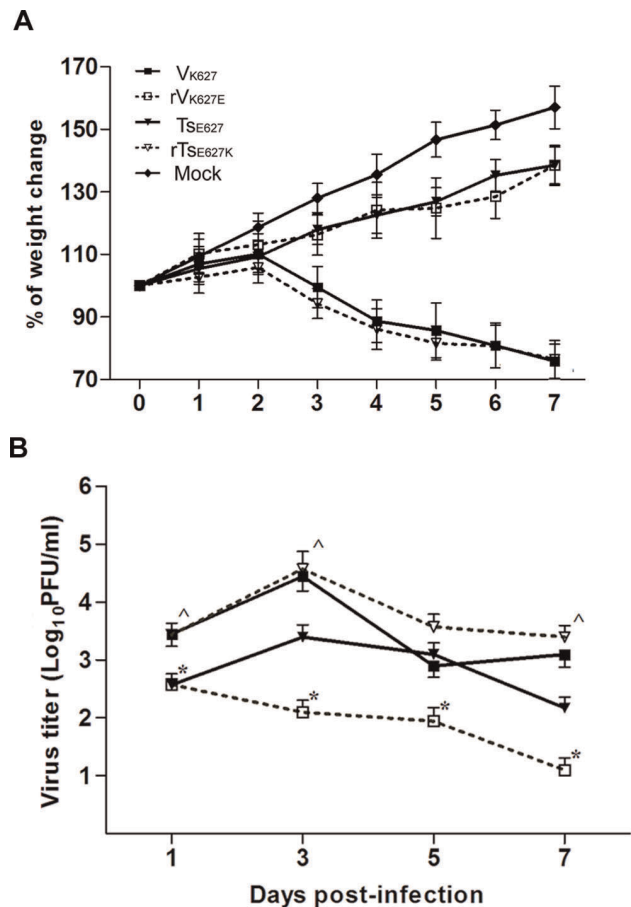 A
% of weight change
170
150
130
110
90
70
VK627
rVK627E
TsE627
rTsE627K
Mock
0 1 2 3 4 5 6 7
B
Virus titer (Log10PFU/ml)
6
5
4
3
2
1
^
^
^
*
*
*
*
1 3 5 7
Days post-infection